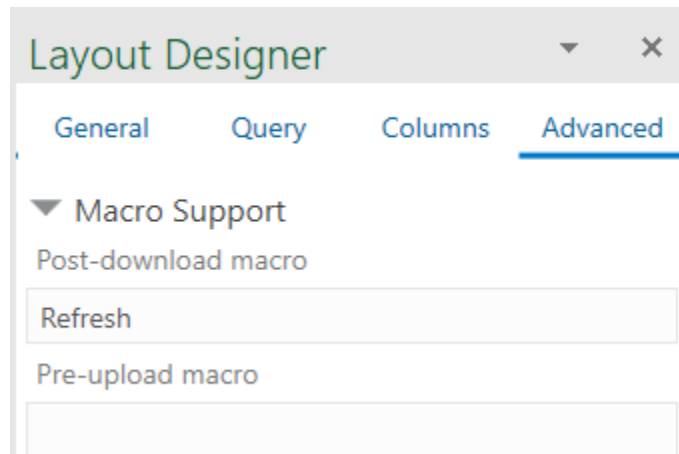 Layout Designer
General Query Columns Advanced
Macro Support
Post-download macro
Refresh
Pre-upload macro